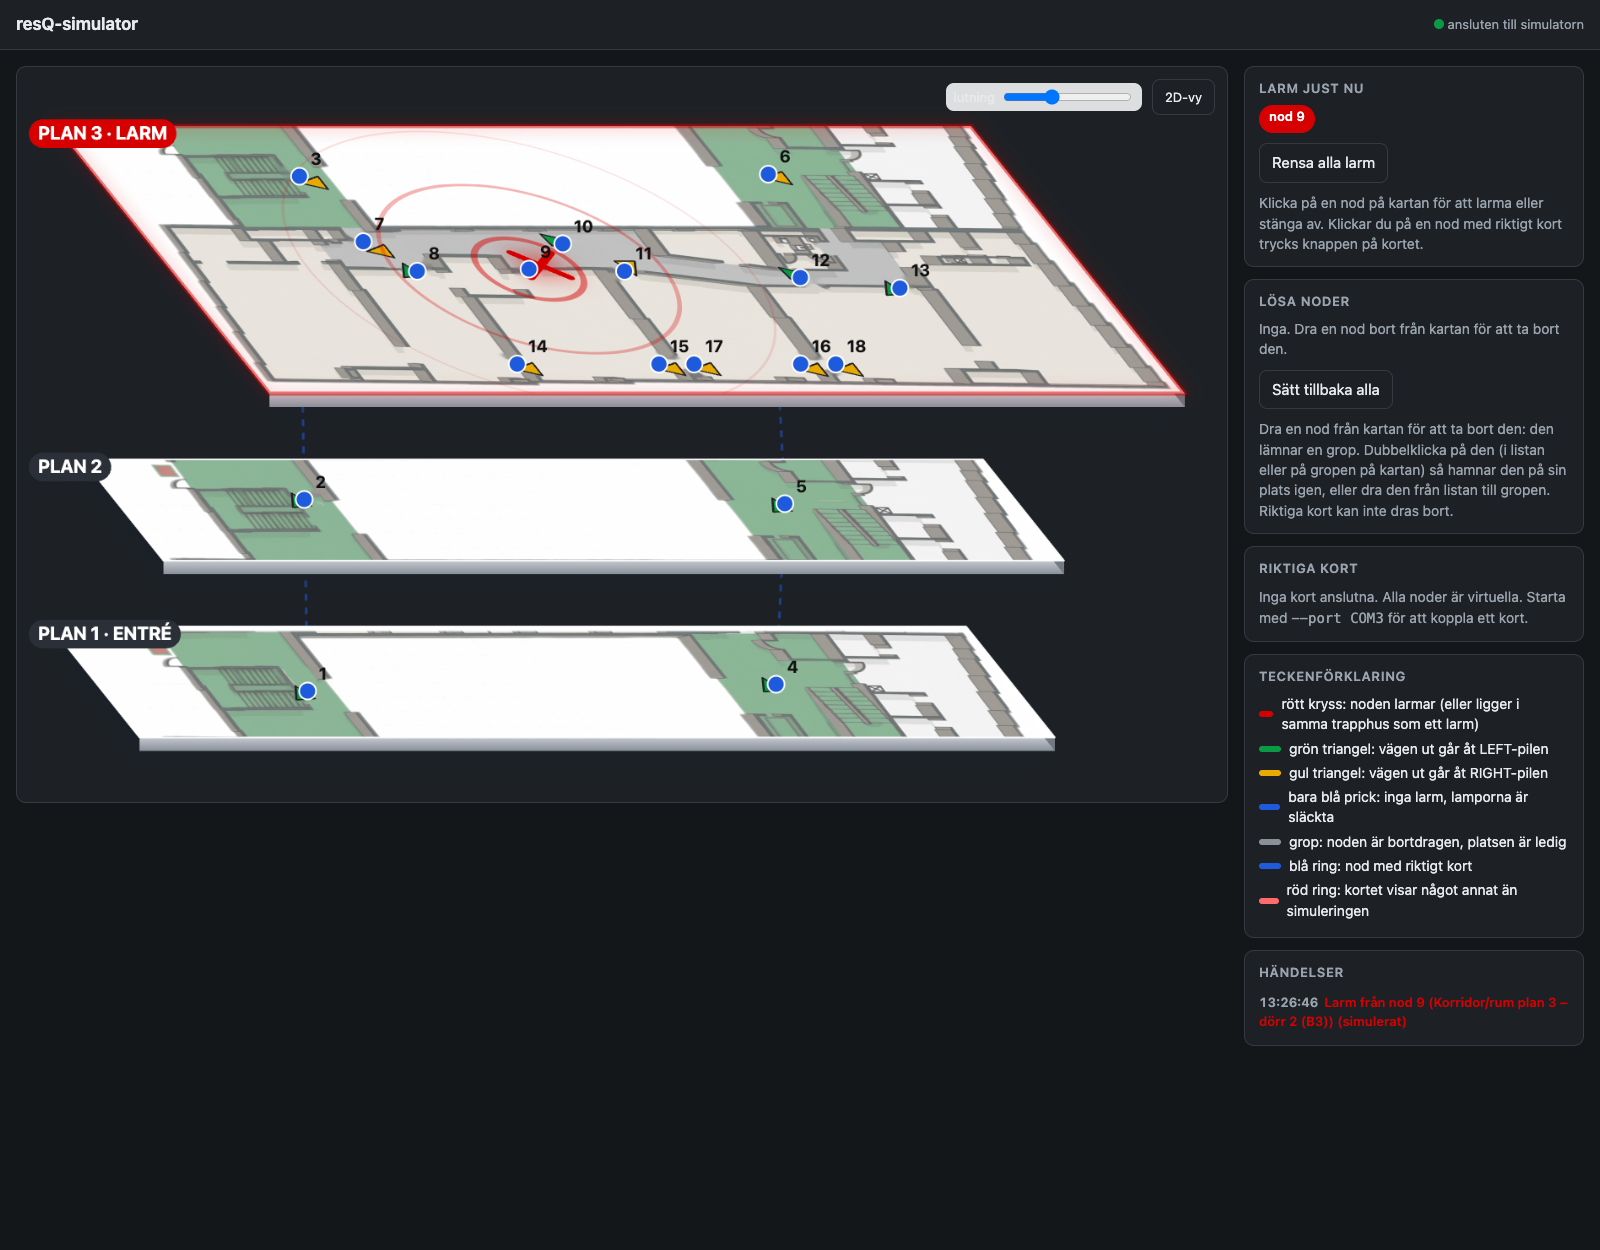 resQ-simulator
ansluten till simulatorn
lutning
2D-vy
PLAN 3 · LARM
3
6
7
8
9
10
11
12
13
14
15
17
16
18
PLAN 2
2
5
PLAN 1 · ENTRÉ
1
4
LARM JUST NU
nod 9
Rensa alla larm
Klicka på en nod på kartan för att larma eller
stänga av. Klickar du på en nod med riktigt kort
trycks knappen på kortet.
LÖSA NODER
Inga. Dra en nod bort från kartan för att ta bort
den.
Sätt tillbaka alla
Dra en nod från kartan för att ta bort den: den
lämnar en grop. Dubbelklicka på den (i listan
eller på gropen på kartan) så hamnar den på sin
plats igen, eller dra den från listan till gropen.
Riktiga kort kan inte dras bort.
RIKTIGA KORT
Inga kort anslutna. Alla noder är virtuella. Starta
med --port COM3 för att koppla ett kort.
TECKENFÖRKLARING
rött kryss: noden larmar (eller ligger i
samma trapphus som ett larm)
grön triangel: vägen ut går åt LEFT-pilen
gul triangel: vägen ut går åt RIGHT-pilen
bara blå prick: inga larm, lamporna är
släckta
grop: noden är bortdragen, platsen är ledig
blå ring: nod med riktigt kort
röd ring: kortet visar något annat än
simuleringen
HÄNDELSER
13:26:46 Larm från nod 9 (Korridor/rum plan 3 –
dörr 2 (B3)) (simulerat)